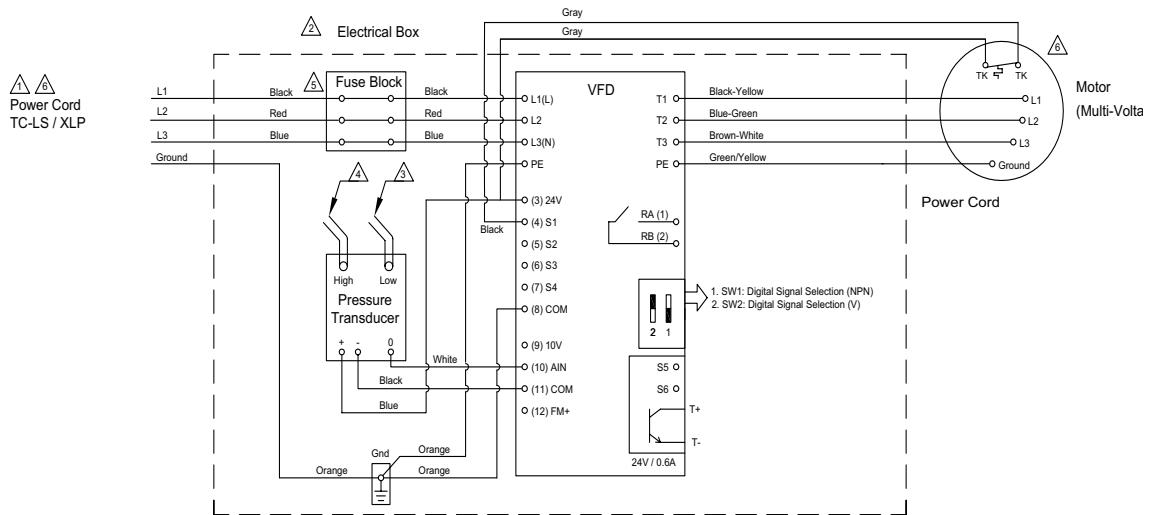 Gray
Gray
2
Electrical Box
6
TK
TK
Motor
(Multi-Volta
1
6
Power Cord
TC-LS / XLP
5
Fuse Block
VFD
L1
Black
Black
L1(L)
T1
Black-Yellow
L1
L2
Red
Red
L2
T2
Blue-Green
L2
L3
Blue
Blue
L3(N)
T3
Brown-White
L3
Ground
PE
PE
Green/Yellow
Ground
4
3
Power Cord
(3) 24V
Black
(4) S1
RA (1)
(5) S2
RB (2)
(6) S3
(7) S4
High
Low
Pressure
Transducer
1. SW1: Digital Signal Selection (NPN)
2. SW2: Digital Signal Selection (V)
(8) COM
2 1
+ - 0
(9) 10V
White
(10) AIN
S5
Black
(11) COM
S6
Blue
(12) FM+
T+
T-
24V / 0.6A
Gnd
Orange
Orange
Orange